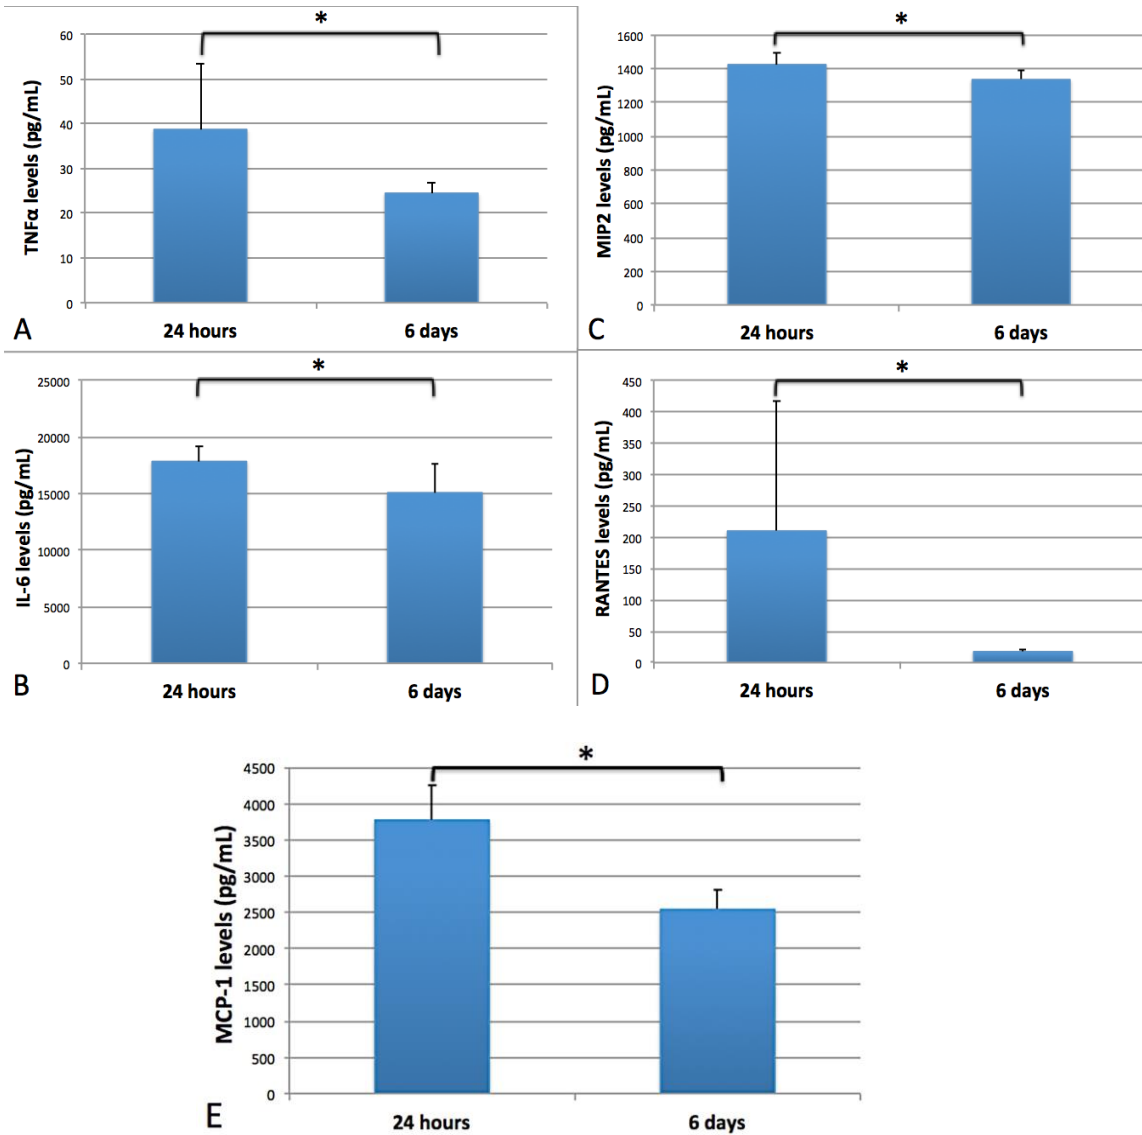 *
60
50
40
30
20
10
0
TNFα levels (pg/mL)
24 hours
6 days
A
*
1600
1400
1200
1000
800
600
400
200
0
MIP2 levels (pg/mL)
24 hours
6 days
C
*
25000
20000
15000
10000
5000
0
IL-6 levels (pg/mL)
24 hours
6 days
B
*
450
400
350
300
250
200
150
100
50
0
RANTES levels (pg/mL)
24 hours
6 days
D
*
4500
4000
3500
3000
2500
2000
1500
1000
500
0
MCP-1 levels (pg/mL)
24 hours
6 days
E